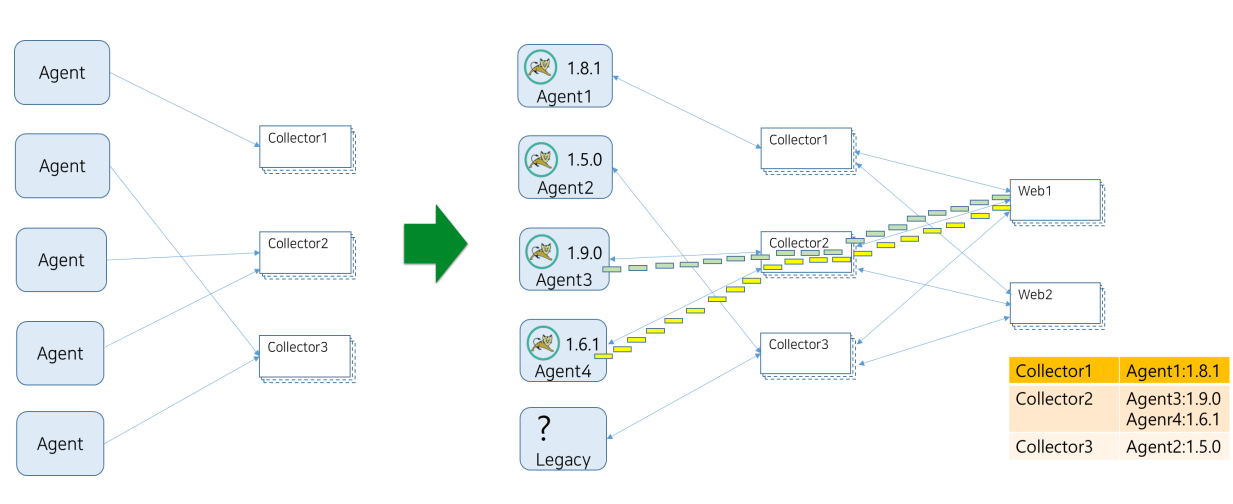 Agent
Agent
Agent
Agent
Agent
Collector1
Collector2
Collector3
1.8.1
Agent1
1.5.0
Agent2
1.9.0
Agent3
1.6.1
Agent4
?
Legacy
Collector1
Collector2
Collector3
Web1
Web2
Collector1 Agent1:1.8.1
Collector2 Agent3:1.9.0
Agenr4:1.6.1
Collector3 Agent2:1.5.0